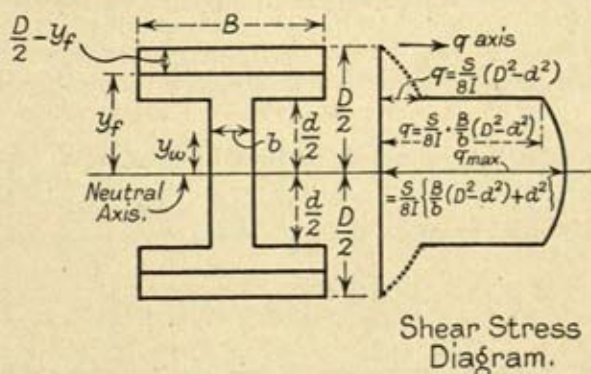 D/2 - y_f
B
q axis
q = S/8I (D² - d²)
y_f
y_w
b
d/2
D/2
q = S/8I · B/b (D² - d²)
q max
= S/8I {B/b (D² - d²) + d²}
Neutral
Axis.
d/2
D/2
Shear Stress
Diagram.